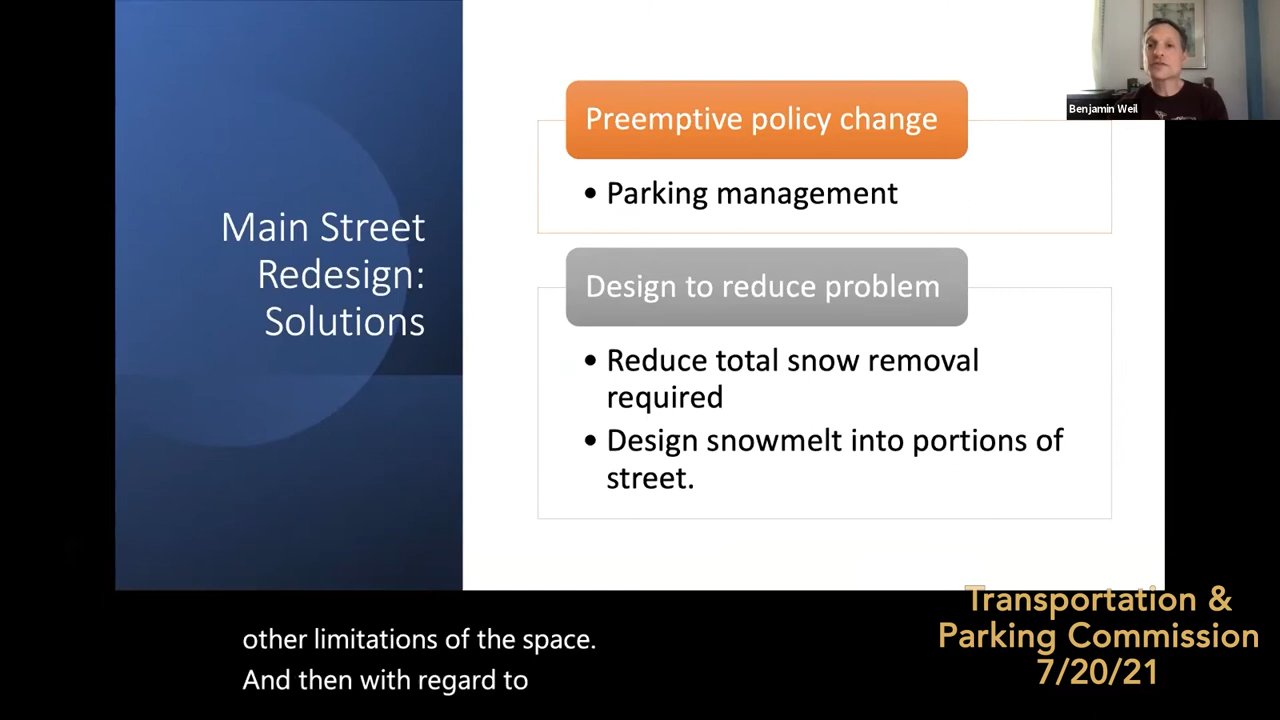 Main Street
Redesign:
Solutions
Preemptive policy change
• Parking management
Design to reduce problem
• Reduce total snow removal
required
• Design snowmelt into portions of
street.
Benjamin Weil
other limitations of the space.
And then with regard to
Transportation &
Parking Commission
7/20/21